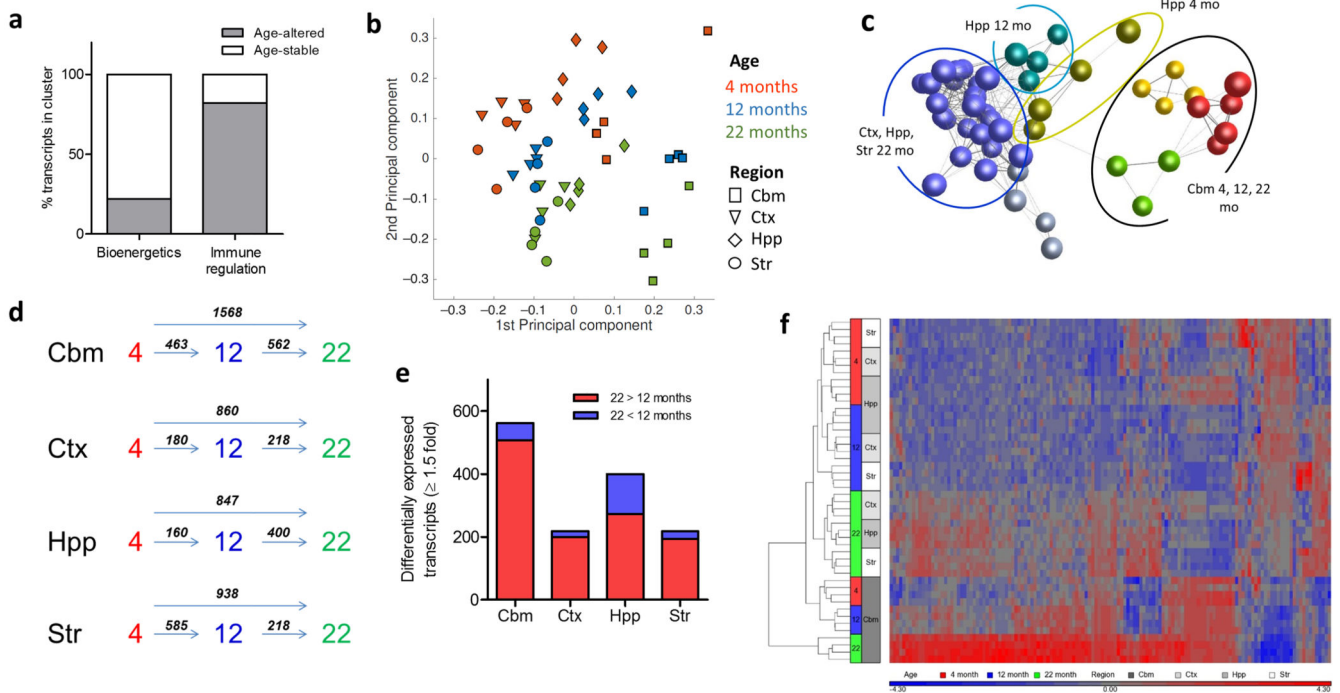 a
Age-altered
Age-stable
% transcripts in cluster
100
50
0
Bioenergetics
Immune
regulation
b
2nd Principal component
0.3
0.2
0.1
0
−0.1
−0.2
−0.3
−0.3
−0.2
−0.1
0
0.1
0.2
0.3
1st Principal component
Age
4 months
12 months
22 months
Region
Cbm
Ctx
Hpp
Str
c
Hpp 12 mo
Hpp 4 mo
Ctx, Hpp,
Str 22 mo
Cbm 4, 12, 22
mo
d
1568
Cbm 4 463 12 562 22
860
Ctx 4 180 12 218 22
847
Hpp 4 160 12 400 22
938
Str 4 585 12 218 22
e
22 > 12 months
22 < 12 months
Differentially expressed
transcripts (≥ 1.5 fold)
600
400
200
0
Cbm
Ctx
Hpp
Str
f
4
12
22
4
12
22
Str
Ctx
Hpp
Ctx
Str
Ctx
Hpp
Str
Cbm
Age 4 month 12 month 22 month Region Cbm Ctx Hpp Str
-4.30 0.00 4.30